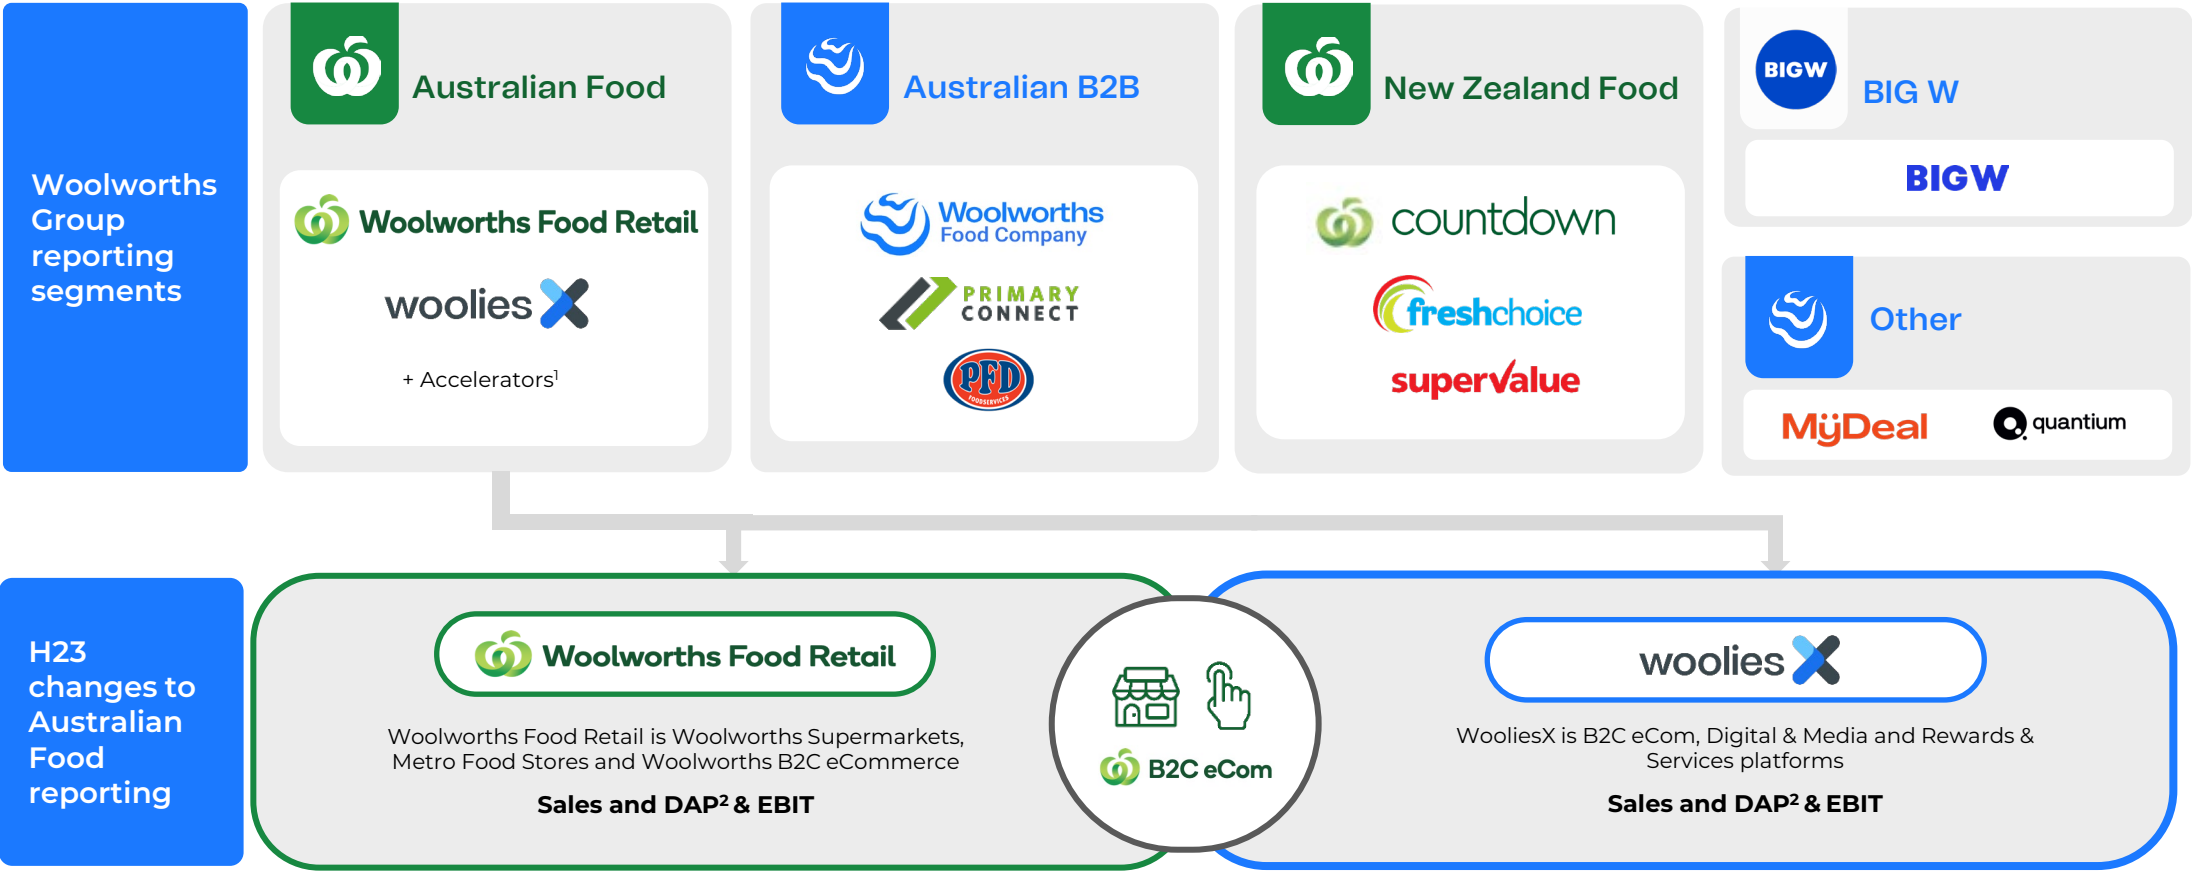 Woolworths
Group
reporting
segments
Australian Food
Woolworths Food Retail
woolies X
+ Accelerators¹
Australian B2B
Woolworths
Food Company
PRIMARY
CONNECT
PFD
FOODSERVICES
New Zealand Food
countdown
freshchoice
supervalue
BIG W
BIG W
BIG W
Other
MyDeal
quantium
H23
changes to
Australian
Food
reporting
Woolworths Food Retail
Woolworths Food Retail is Woolworths Supermarkets,
Metro Food Stores and Woolworths B2C eCommerce
Sales and DAP² & EBIT
B2C eCom
woolies X
WooliesX is B2C eCom, Digital & Media and Rewards &
Services platforms
Sales and DAP² & EBIT